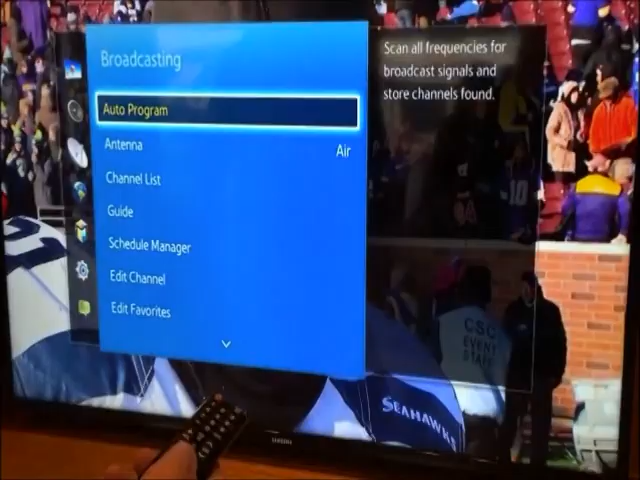 Broadcasting
Auto Program
Antenna Air
Channel List
Guide
Schedule Manager
Edit Channel
Edit Favorites
Scan all frequencies for
broadcast signals and
store channels found.
10
CSC
EVENT
STAFF
SEAHAWKS
SAMSUNG